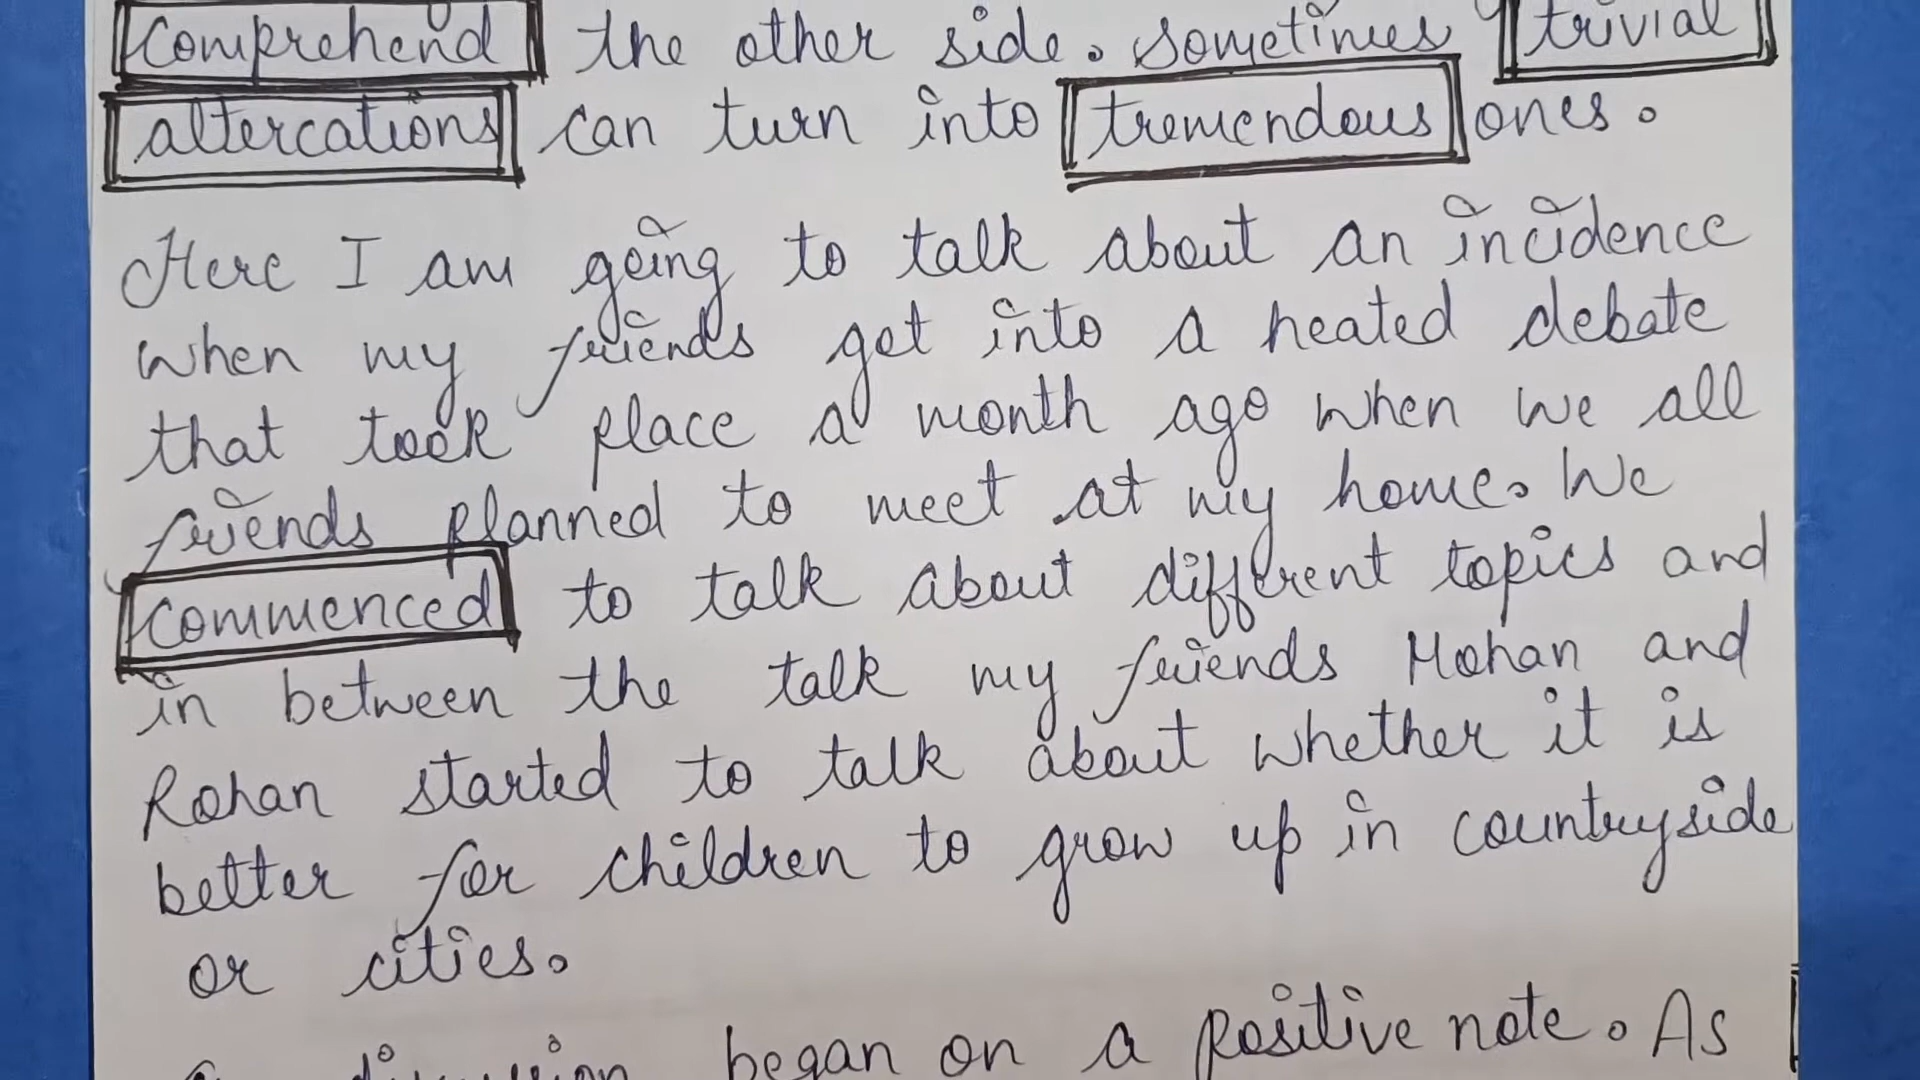 comprehend the other side. sometimes trivial
altercations can turn into tremendous ones.
Here I am going to talk about an incidence
when my friends get into a heated debate
that took place a month ago when we all
friends planned to meet at my home. We
commenced to talk about different topics and
in between the talk my friends Mohan and
Rohan started to talk about whether it is
better for children to grow up in countryside
or cities.
discussion began on a positive note. As